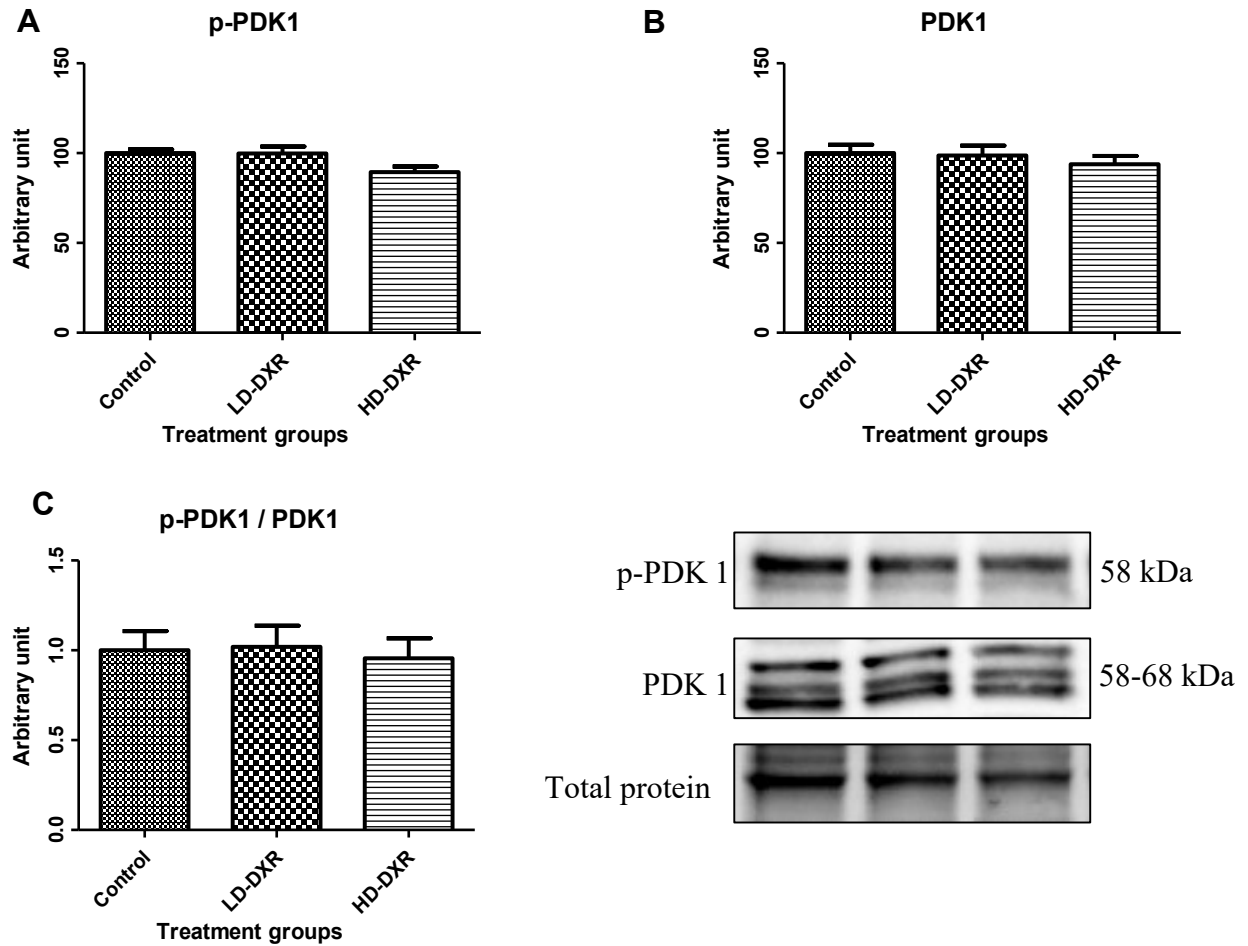 A
p-PDK1
150
100
50
0
Arbitrary unit
Control
LD-DXR
HD-DXR
Treatment groups
B
PDK1
150
100
50
0
Arbitrary unit
Control
LD-DXR
HD-DXR
Treatment groups
C
p-PDK1 / PDK1
1.5
1.0
0.5
0.0
Arbitrary unit
Control
LD-DXR
HD-DXR
Treatment groups
p-PDK 1
58 kDa
PDK 1
58-68 kDa
Total protein